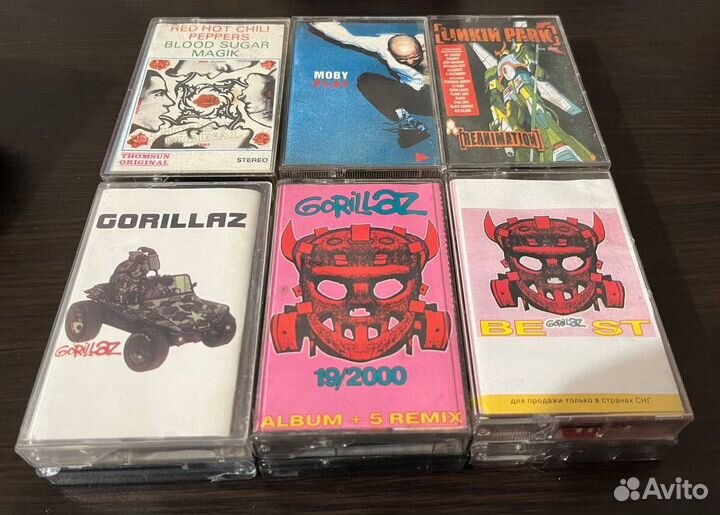 RED HOT CHILI
PEPPERS
BLOOD SUGAR
MAGIK
THOMSUN
ORIGINAL
STEREO
MOBY
PLAY
LINKIN PARK
[REANIMATION]
GORILLAZ
GORILLAZ
GORILLAZ
19/2000
ALBUM + 5 REMIX
BE GORILLAZ ST
для продажи только в странах СНГ
Avito